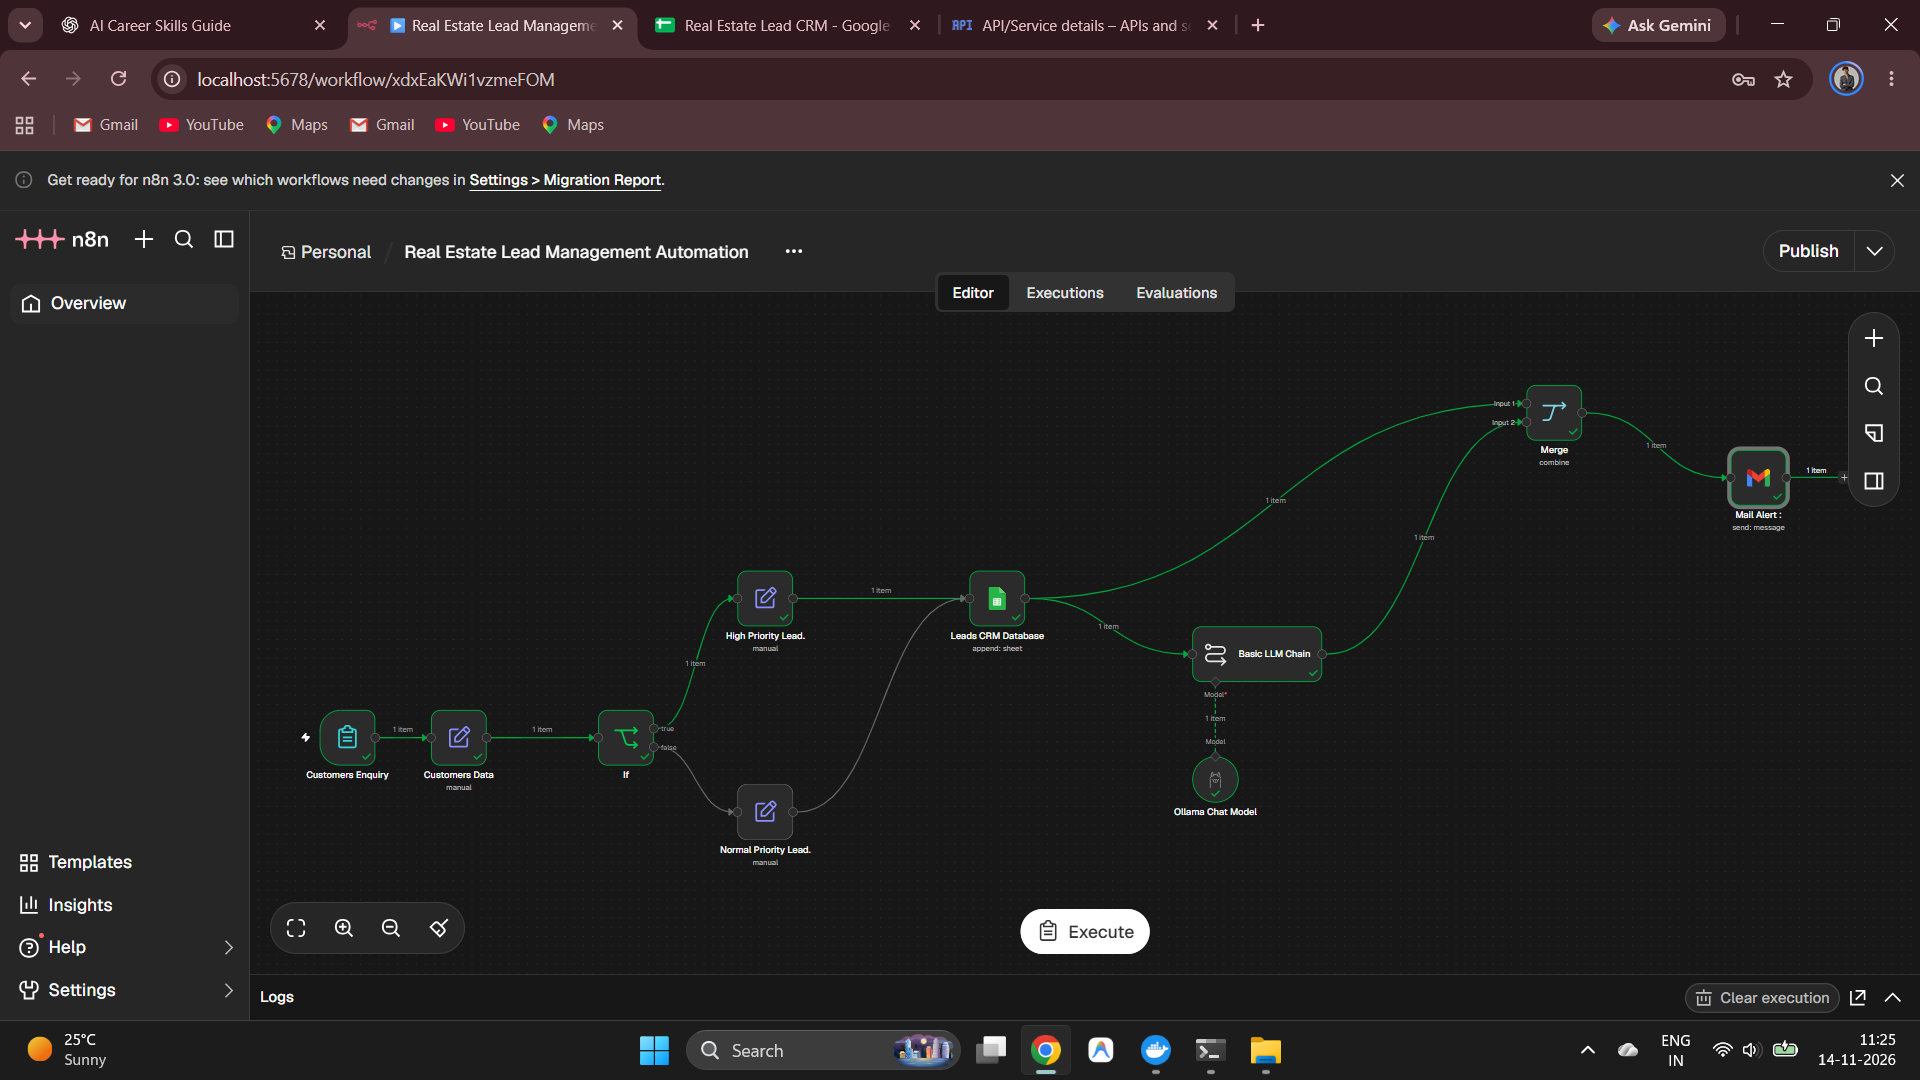 AI Career Skills Guide
Real Estate Lead Manageme
Real Estate Lead CRM - Google
API API/Service details – APIs and se
Ask Gemini
localhost:5678/workflow/xdxEaKWi1vzmeFOM
Gmail YouTube Maps Gmail YouTube Maps
Get ready for n8n 3.0: see which workflows need changes in Settings > Migration Report.
n8n
Personal / Real Estate Lead Management Automation ...
Publish
Editor Executions Evaluations
Overview
Input 1
Input 2
Merge
combine
1 item
1 item
Mail Alert :
send: message
1 item
1 item
High Priority Lead.
manual
1 item
Leads CRM Database
append: sheet
1 item
Basic LLM Chain
Model*
1 item
Model
Ollama Chat Model
1 item
Customers Enquiry
1 item
Customers Data
manual
1 item
If
true
false
Normal Priority Lead.
manual
Templates
Insights
Help
Settings
Execute
Logs
Clear execution
25°C
Sunny
Search
ENG
IN
11:25
14-11-2026